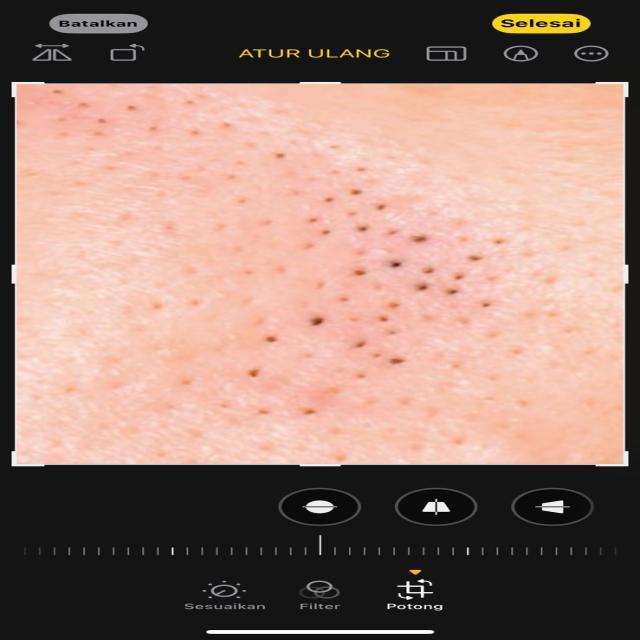 Batalkan
Selesai
ATUR ULANG
Sesuaikan
Filter
Potong